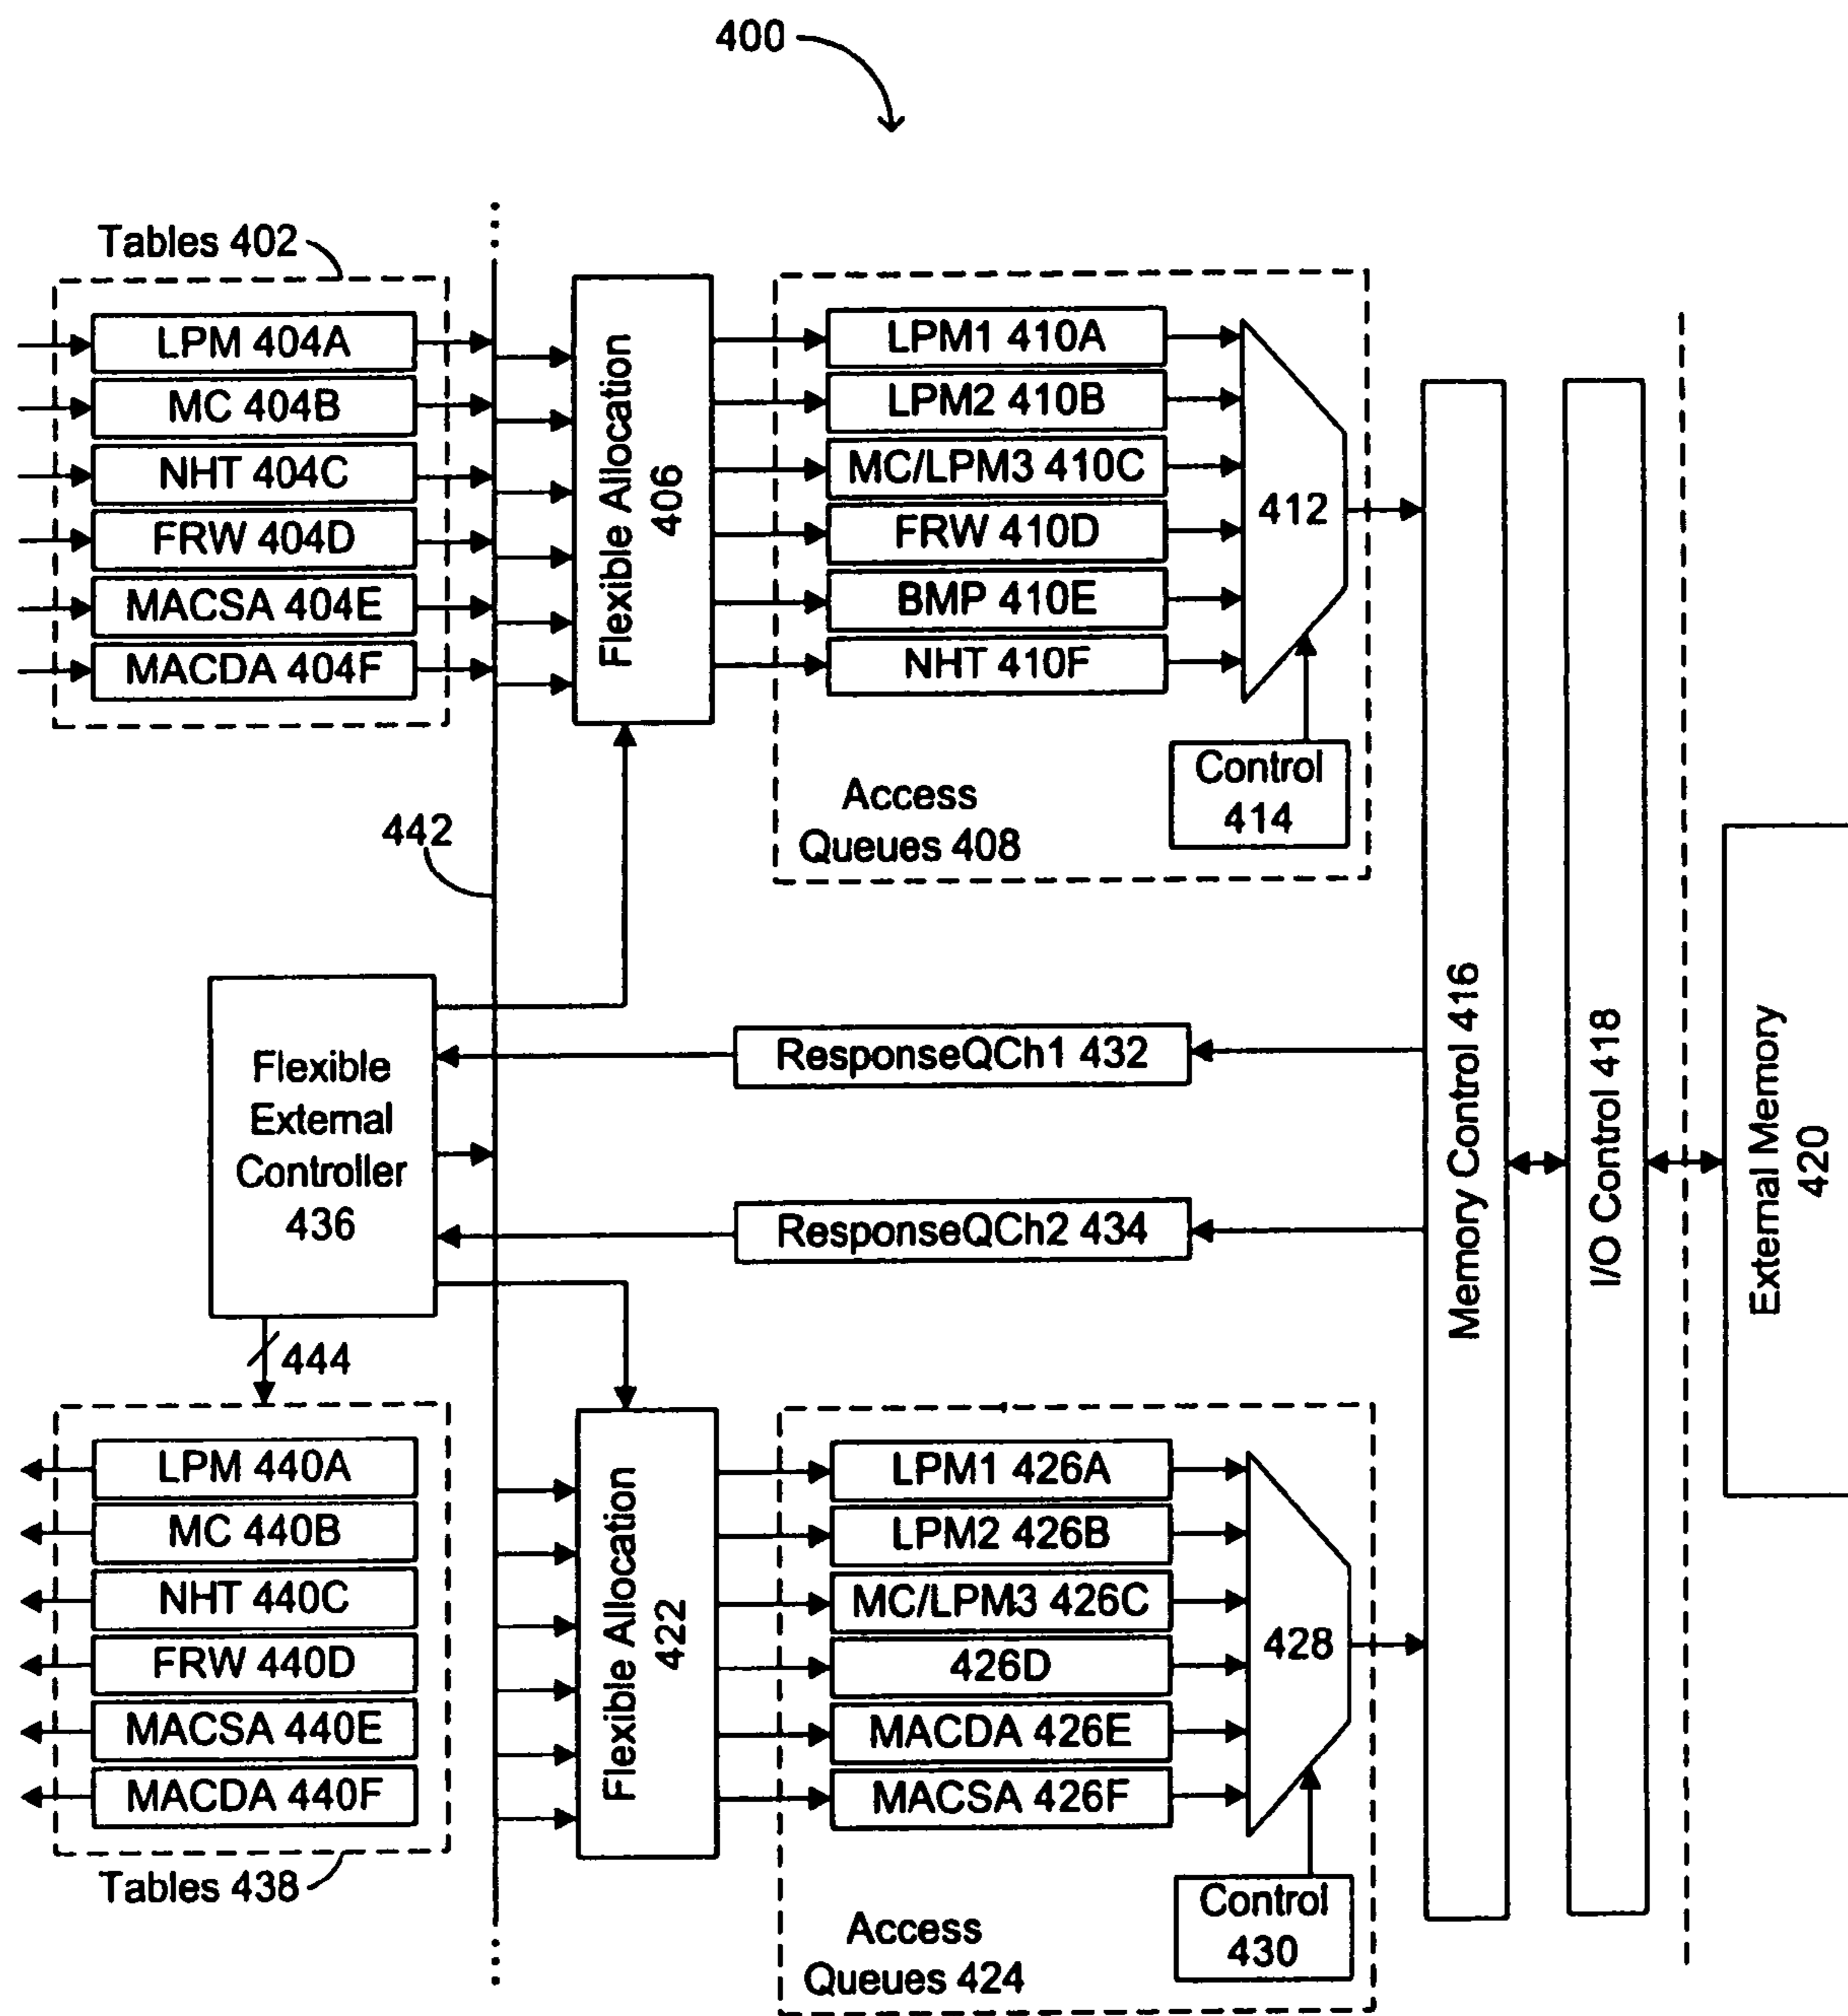 400
Tables 402
LPM 404A
MC 404B
NHT 404C
FRW 404D
MACSA 404E
MACDA 404F
Flexible Allocation
406
LPM1 410A
LPM2 410B
MC/LPM3 410C
FRW 410D
BMP 410E
NHT 410F
412
Control
414
Access
Queues 408
442
Flexible
External
Controller
436
ResponseQCh1 432
ResponseQCh2 434
Memory Control 416
I/O Control 418
External Memory
420
444
LPM 440A
MC 440B
NHT 440C
FRW 440D
MACSA 440E
MACDA 440F
Tables 438
Flexible Allocation
422
LPM1 426A
LPM2 426B
MC/LPM3 426C
426D
MACDA 426E
MACSA 426F
428
Control
430
Access
Queues 424